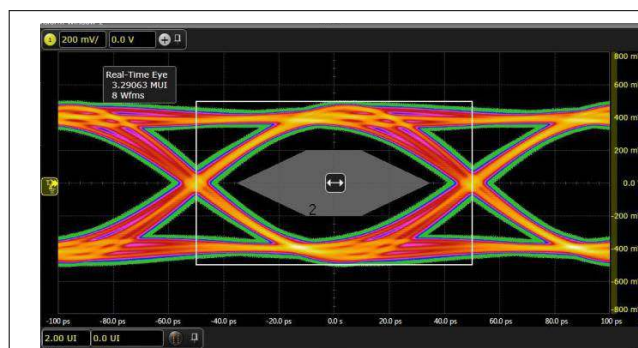 200 mV/ 0.0 V
Real-Time Eye
3.29063 MUI
8 Wfms
800 m
600 m
400 m
200 m
0.0 V
-200 m
-400 m
-600 m
-800 m
2
-100 ps -80.0 ps -60.0 ps -40.0 ps -20.0 ps 0.0 s 20.0 ps 40.0 ps 60.0 ps 80.0 ps 100 ps
2.00 UI 0.0 UI